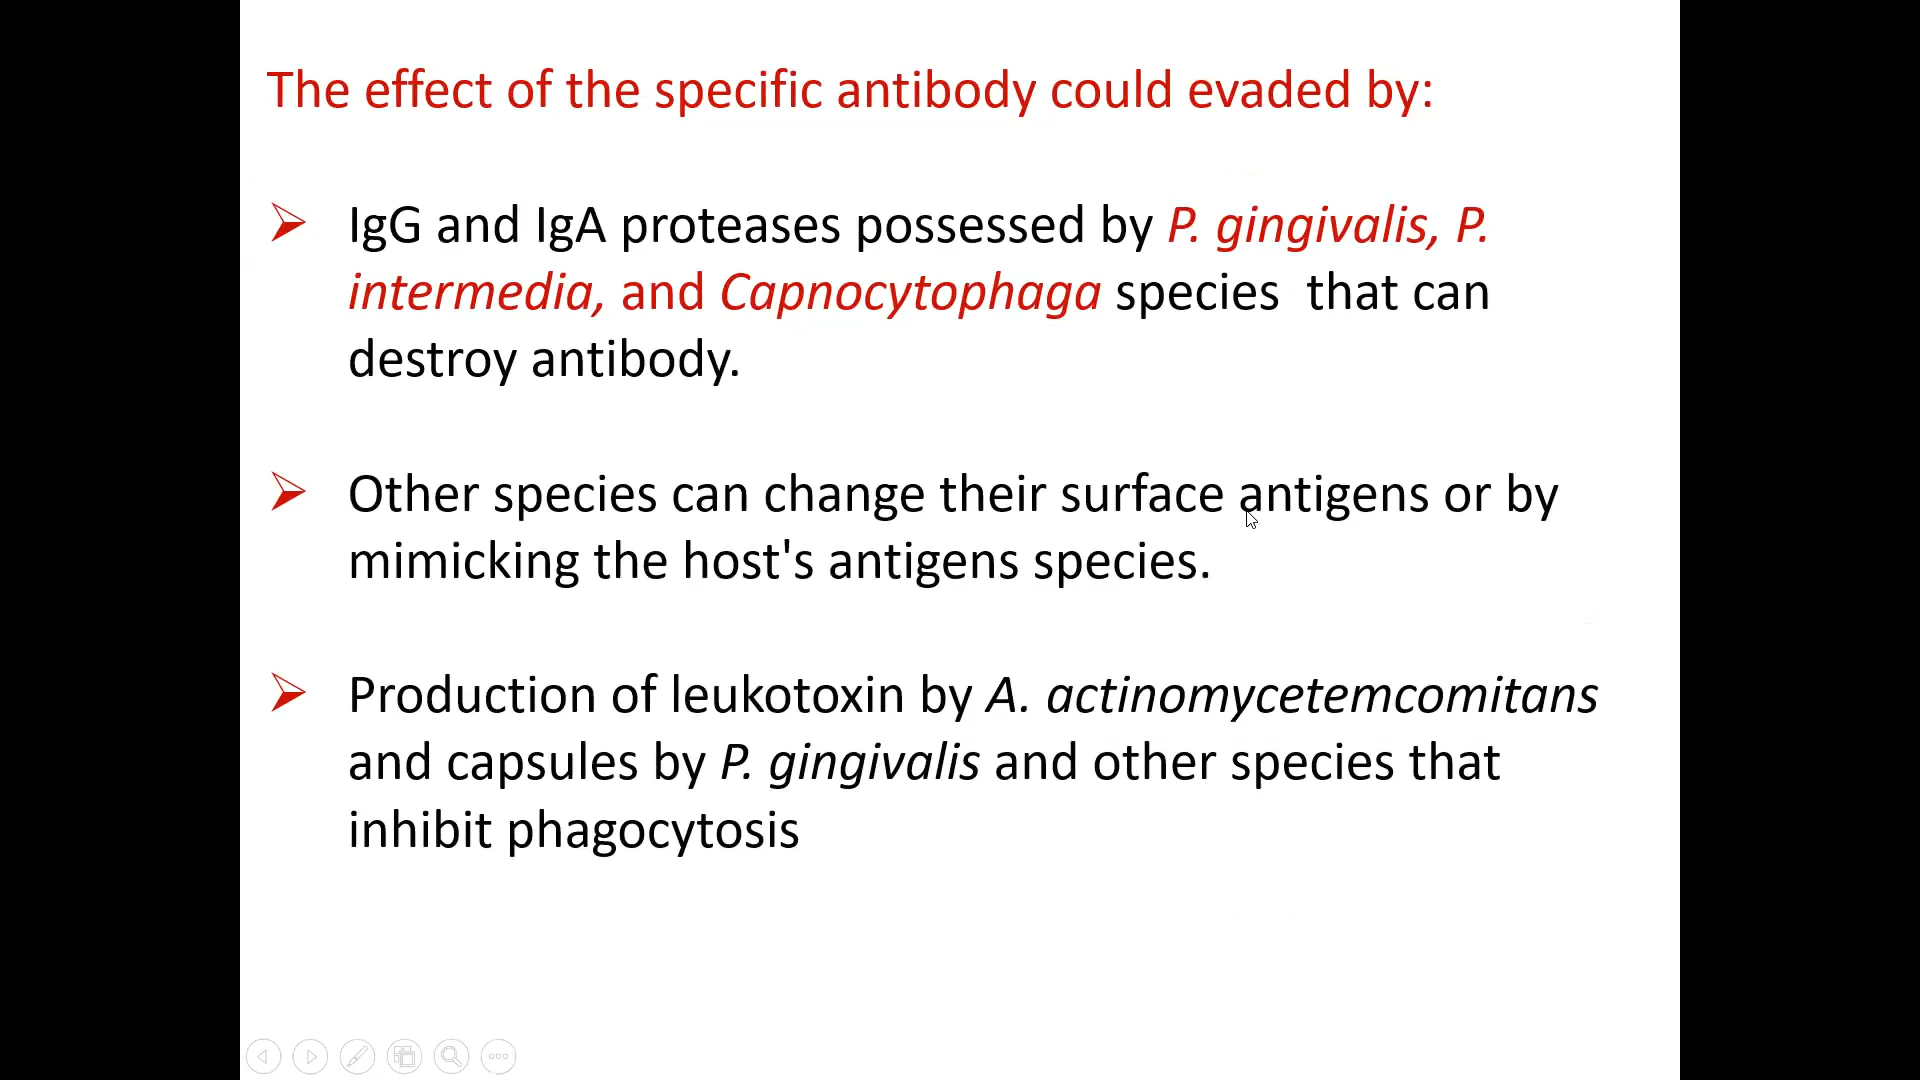 The effect of the specific antibody could evaded by:
IgG and IgA proteases possessed by P. gingivalis, P.
intermedia, and Capnocytophaga species that can
destroy antibody.
Other species can change their surface antigens or by
mimicking the host's antigens species.
Production of leukotoxin by A. actinomycetemcomitans
and capsules by P. gingivalis and other species that
inhibit phagocytosis